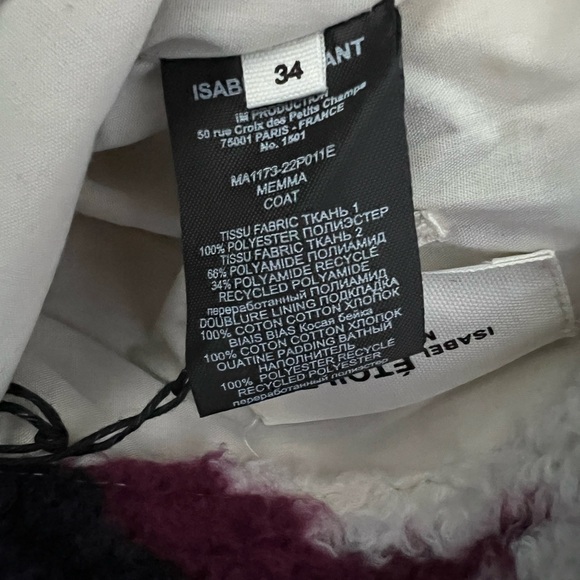 34
ISAB ANT
IM PRODUCTION
50 rue Croix des Petits Champs
75001 PARIS - FRANCE
No. 1501
MA1173-22P011E
MEMMA
COAT
TISSU FABRIC ТКАНЬ 1
100% POLYESTER ПОЛИЭСТЕР
TISSU FABRIC ТКАНЬ 2
66% POLYAMIDE ПОЛИАМИД
34% POLYAMIDE RECYCLÉ
RECYCLED POLYAMIDE
переработанный ПОЛИАМИД
DOUBLURE LINING ПОДКЛАДКА
100% COTON COTTON ХЛОПОК
BIAIS BIAS Косая бейка
100% COTON COTTON ХЛОПОК
OUATINE PADDING ВАТНЫЙ
НАПОЛНИТЕЛЬ
100% POLYESTER RECYCLÉ
RECYCLED POLYESTER
переработанный полиэстер
ÉTOI
ISABEL